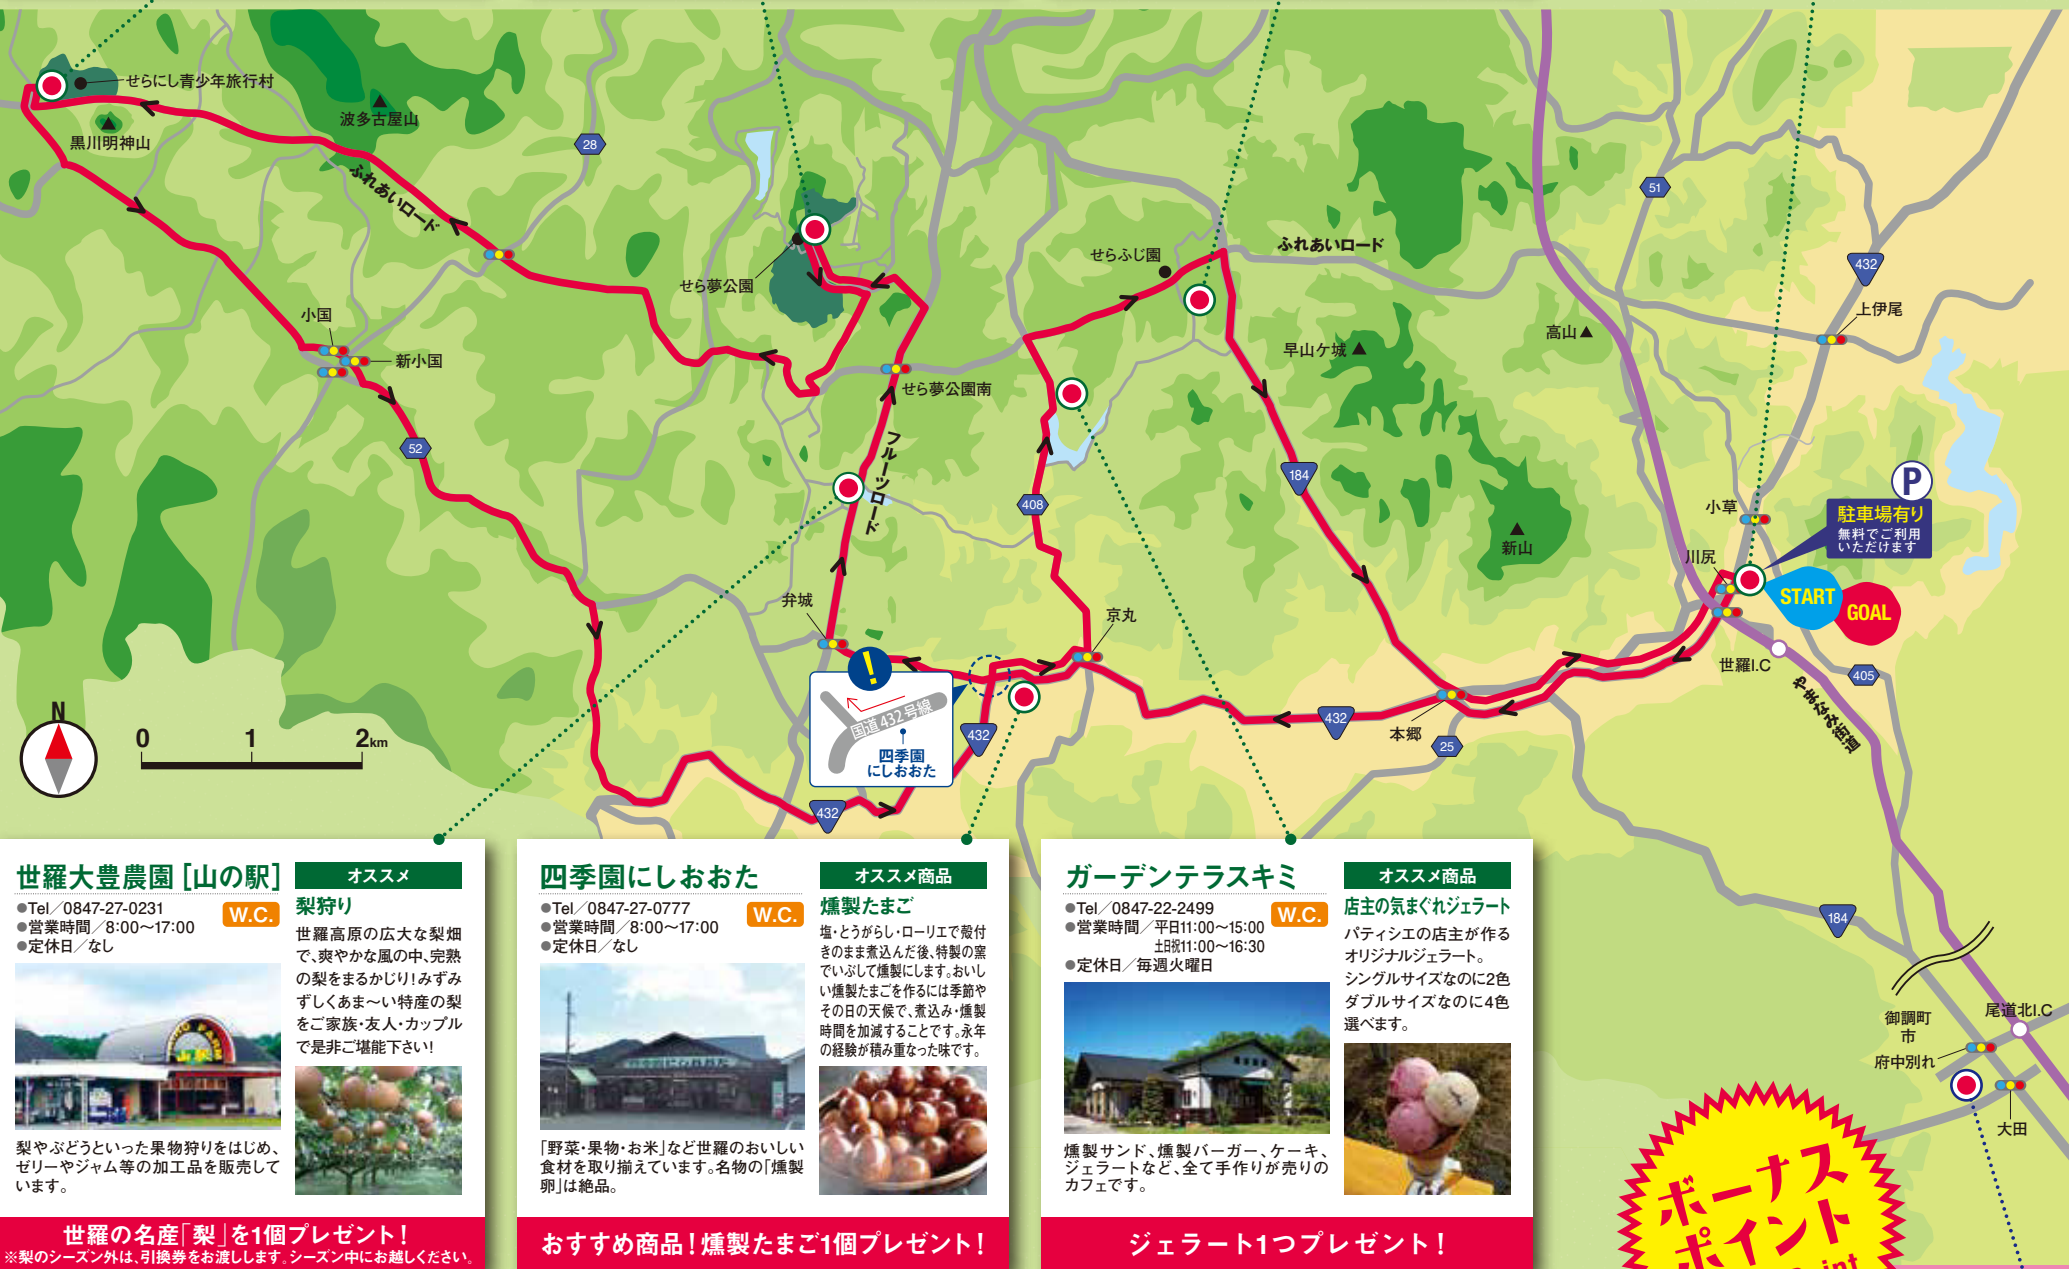 せらにし青少年旅行村
黒川明神山
波多古屋山
28
ふれあいロード
51
432
せらふじ園
ふれあいロード
せら夢公園
小国
新小国
上伊尾
高山
早山ケ城
せら夢公園南
52
フルーツロード
408
184
新山
小草
P
駐車場有り
無料でご利用
いただけます
川尻
START
GOAL
弁城
京丸
世羅I.C
405
やまなみ街道
!
国道432号線
四季園
にしおおた
432
432
本郷
25
N
0 1 2km
432
世羅大豊農園[山の駅]
●Tel/0847-27-0231
●営業時間/8:00〜17:00
●定休日/なし
W.C.
オススメ
梨狩り
世羅高原の広大な梨畑
で、爽やかな風の中、完熟
の梨をまるかじり!みずみ
ずしくあま〜い特産の梨
をご家族・友人・カップル
で是非ご堪能下さい!
梨やぶどうといった果物狩りをはじめ、
ゼリーやジャム等の加工品を販売して
います。
世羅の名産「梨」を1個プレゼント!
※梨のシーズン外は、引換券をお渡しします。シーズン中にお越しください。
四季園にしおおた
●Tel/0847-27-0777
●営業時間/8:00〜17:00
●定休日/なし
W.C.
オススメ商品
燻製たまご
塩・とうがらし・ローリエで殻付
きのまま煮込んだ後、特製の窯
でいぶして燻製にします。おいし
い燻製たまごを作るには季節や
その日の天候で、煮込み・燻製
時間を加減することです。永年
の経験が積み重なった味です。
「野菜・果物・お米」など世羅のおいしい
食材を取り揃えています。名物の「燻製
卵」は絶品。
おすすめ商品!燻製たまご1個プレゼント!
ガーデンテラスキミ
●Tel/0847-22-2499
●営業時間/平日11:00〜15:00
土日祝11:00〜16:30
●定休日/毎週火曜日
W.C.
オススメ商品
店主の気まぐれジェラート
パティシエの店主が作る
オリジナルジェラート。
シングルサイズなのに2色
ダブルサイズなのに4色
選べます。
燻製サンド、燻製バーガー、ケーキ、
ジェラートなど、全て手作りが売りの
カフェです。
ジェラート1つプレゼント!
184
尾道北I.C
御調町
市
府中別れ
大田
ボーナス
ポイント